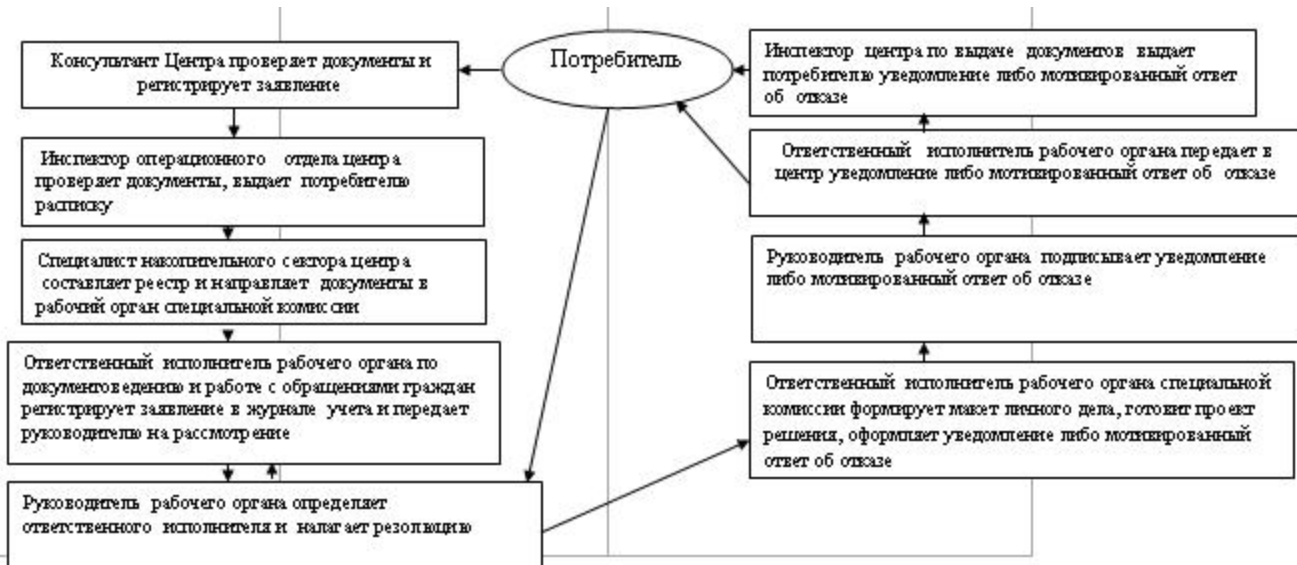 Потребитель
Консультант Центра проверяет документы и
регистрирует заявление
Инспектор операционного отдела центра
проверяет документы, выдает потребителю
расписку
Специалист накопительного сектора центра
составляет реестр и направляет документы в
рабочий орган специальной комиссии
Ответственный исполнитель рабочего органа по
документоведению и работе с обращениями граждан
регистрирует заявление в журнале учета и передает
руководителю на рассмотрение
Руководитель рабочего органа определяет
ответственного исполнителя и налагает резолюцию
Инспектор центра по выдаче документов выдает
потребителю уведомление либо мотивированный ответ
об отказе
Ответственный исполнитель рабочего органа передает в
центр уведомление либо мотивированный ответ об отказе
Руководитель рабочего органа подписывает уведомление
либо мотивированный ответ об отказе
Ответственный исполнитель рабочего органа специальной
комиссии формирует макет личного дела, готовит проект
решения, оформляет уведомление либо мотивированный
ответ об отказе